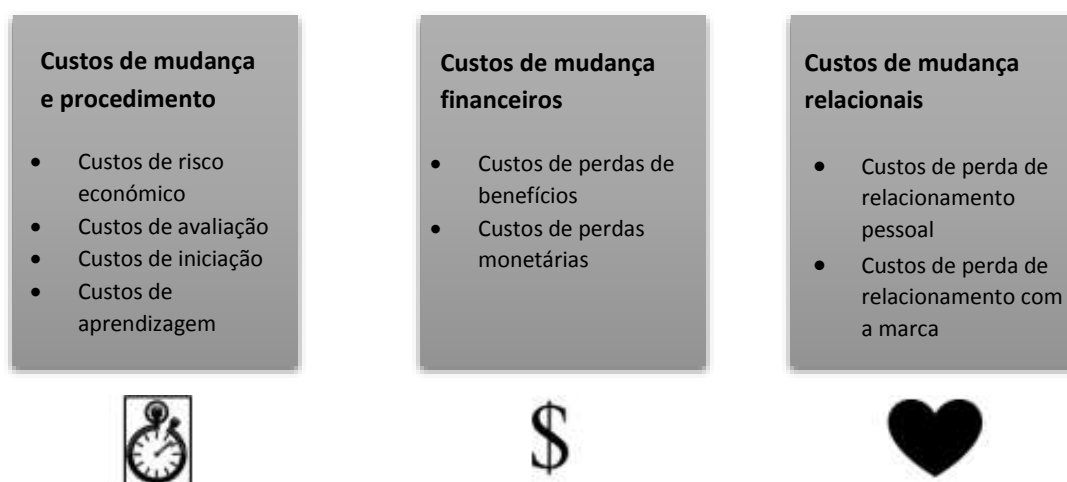 Custos de mudança
e procedimento
• Custos de risco
económico
• Custos de avaliação
• Custos de iniciação
• Custos de
aprendizagem
Custos de mudança
financeiros
• Custos de perdas de
benefícios
• Custos de perdas
monetárias
Custos de mudança
relacionais
• Custos de perda de
relacionamento
pessoal
• Custos de perda de
relacionamento com
a marca
$